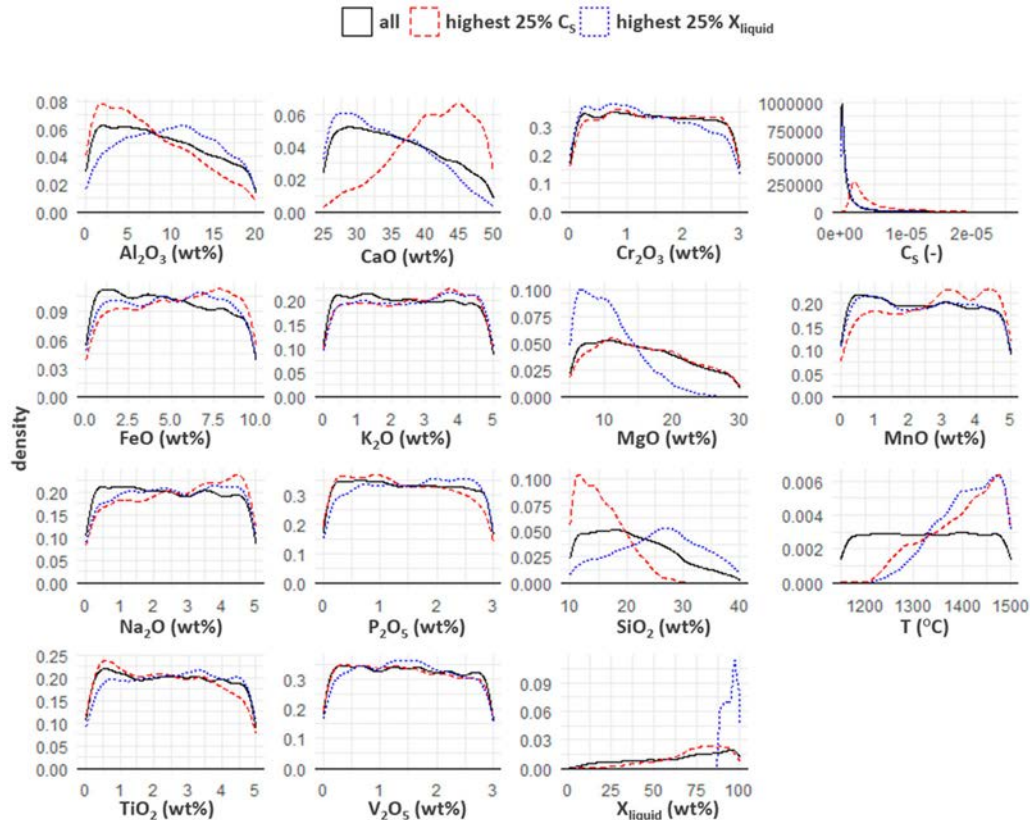 all highest 25% Cₛ highest 25% X_liquid
0.08
0.06
0.04
0.02
0.00
0 5 10 15 20
Al₂O₃ (wt%)
0.06
0.04
0.02
0.00
25 30 35 40 45 50
CaO (wt%)
0.3
0.2
0.1
0.0
0 1 2 3
Cr₂O₃ (wt%)
1000000
750000
500000
250000
0
0e+00 1e-05 2e-05
Cₛ (-)
density
0.09
0.06
0.03
0.00
0.0 2.5 5.0 7.5 10.0
FeO (wt%)
0.20
0.15
0.10
0.05
0.00
0 1 2 3 4 5
K₂O (wt%)
0.100
0.075
0.050
0.025
0.000
10 20 30
MgO (wt%)
0.20
0.15
0.10
0.05
0.00
0 1 2 3 4 5
MnO (wt%)
0.20
0.15
0.10
0.05
0.00
0 1 2 3 4 5
Na₂O (wt%)
0.3
0.2
0.1
0.0
0 1 2 3
P₂O₅ (wt%)
0.100
0.075
0.050
0.025
0.000
10 20 30 40
SiO₂ (wt%)
0.006
0.004
0.002
0.000
1200 1300 1400 1500
T (°C)
0.25
0.20
0.15
0.10
0.05
0.00
0 1 2 3 4 5
TiO₂ (wt%)
0.3
0.2
0.1
0.0
0 1 2 3
V₂O₅ (wt%)
0.09
0.06
0.03
0.00
0 25 50 75 100
X_liquid (wt%)